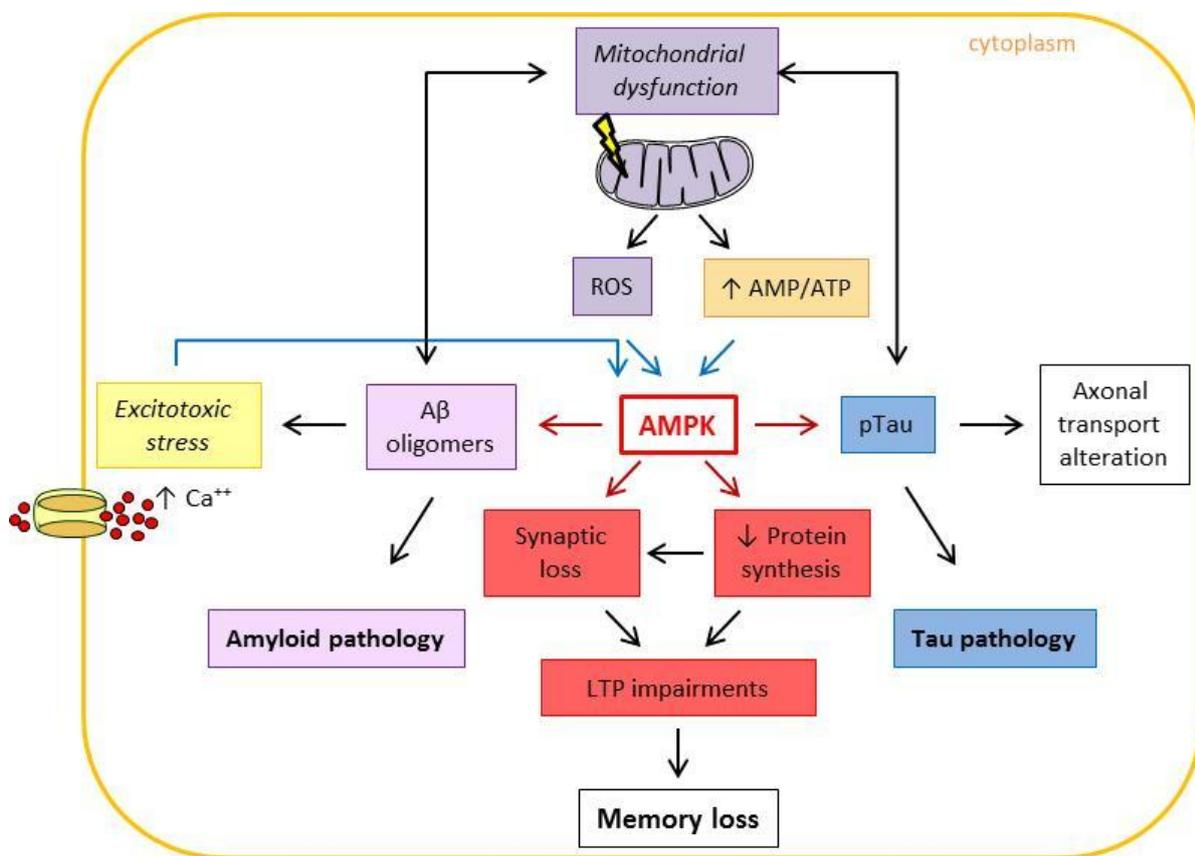 cytoplasm
Mitochondrial
dysfunction
ROS
↑ AMP/ATP
Excitotoxic
stress
Aβ
oligomers
AMPK
pTau
Axonal
transport
alteration
↑ Ca⁺⁺
Synaptic
loss
↓ Protein
synthesis
Amyloid pathology
Tau pathology
LTP impairments
Memory loss